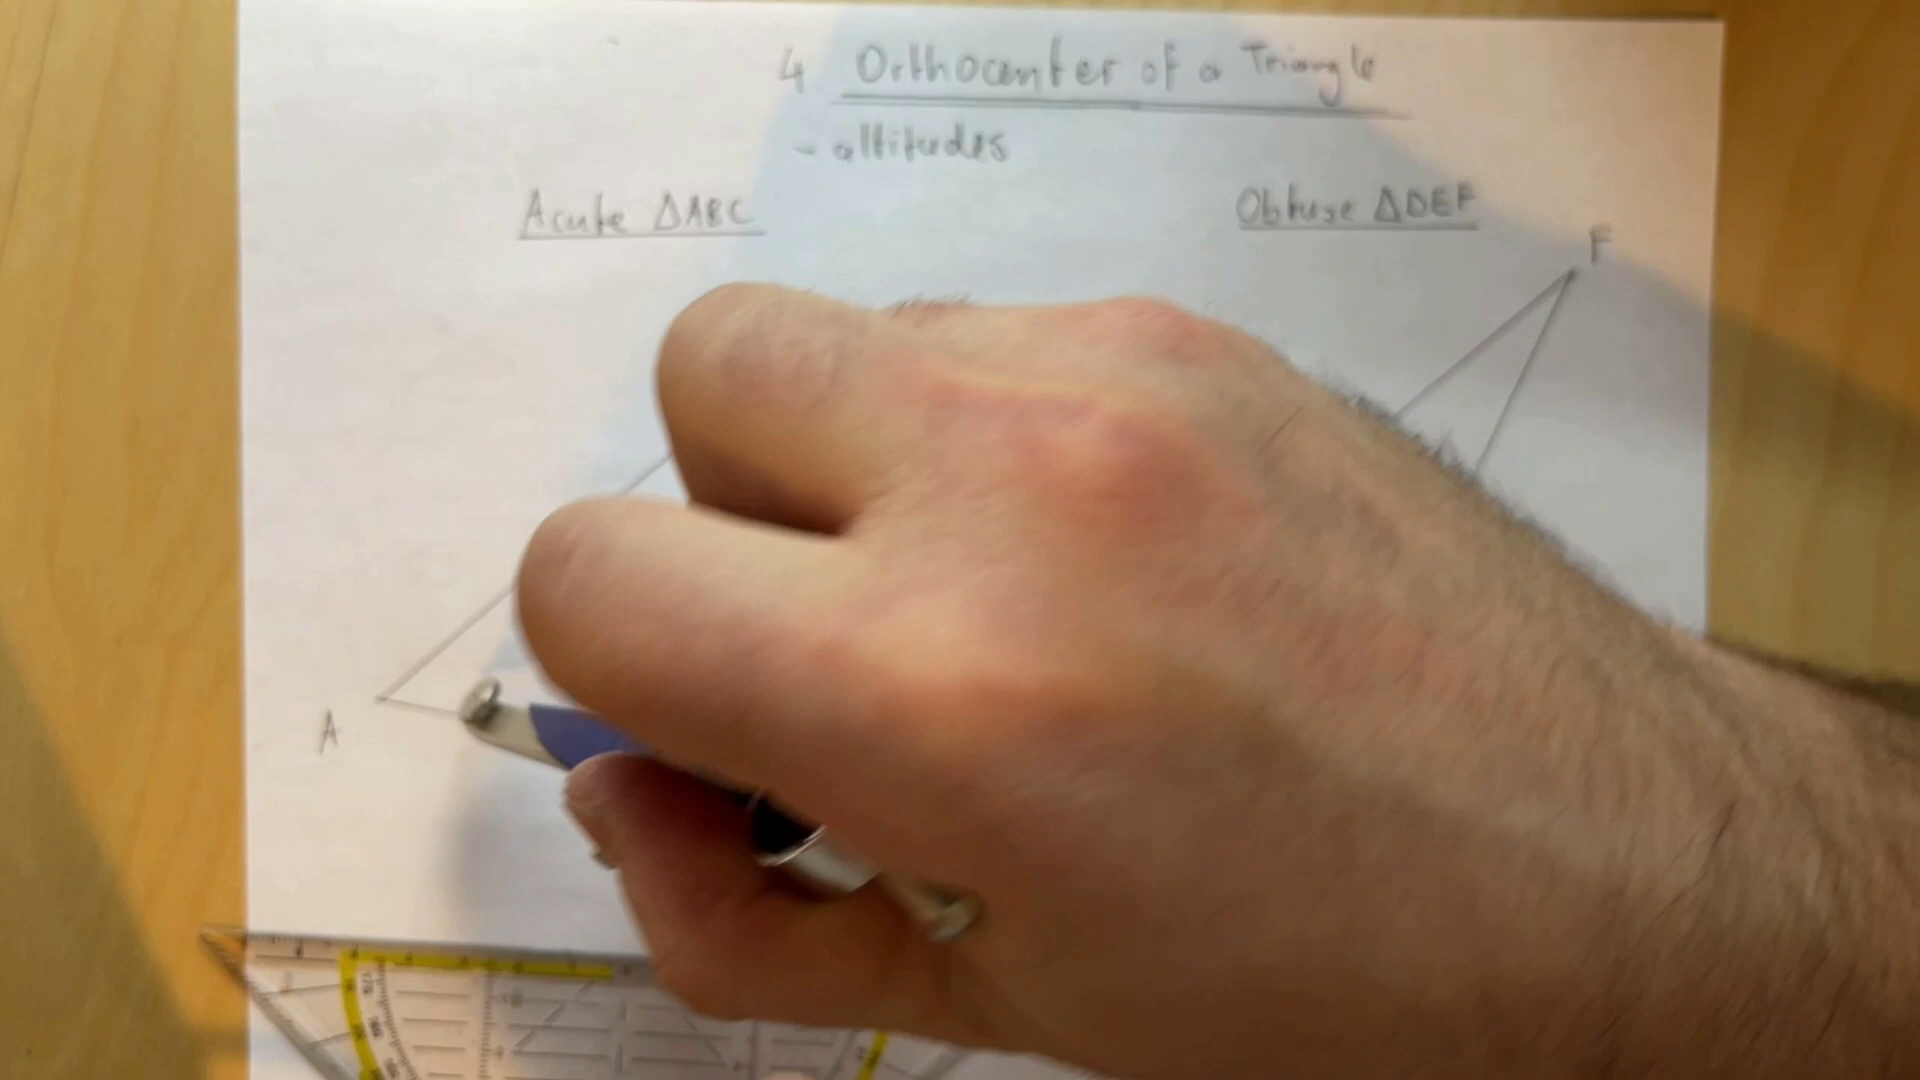 4 Orthocenter of a Triangle
- altitudes
Acute ΔABC
Obtuse ΔDEF
F
A